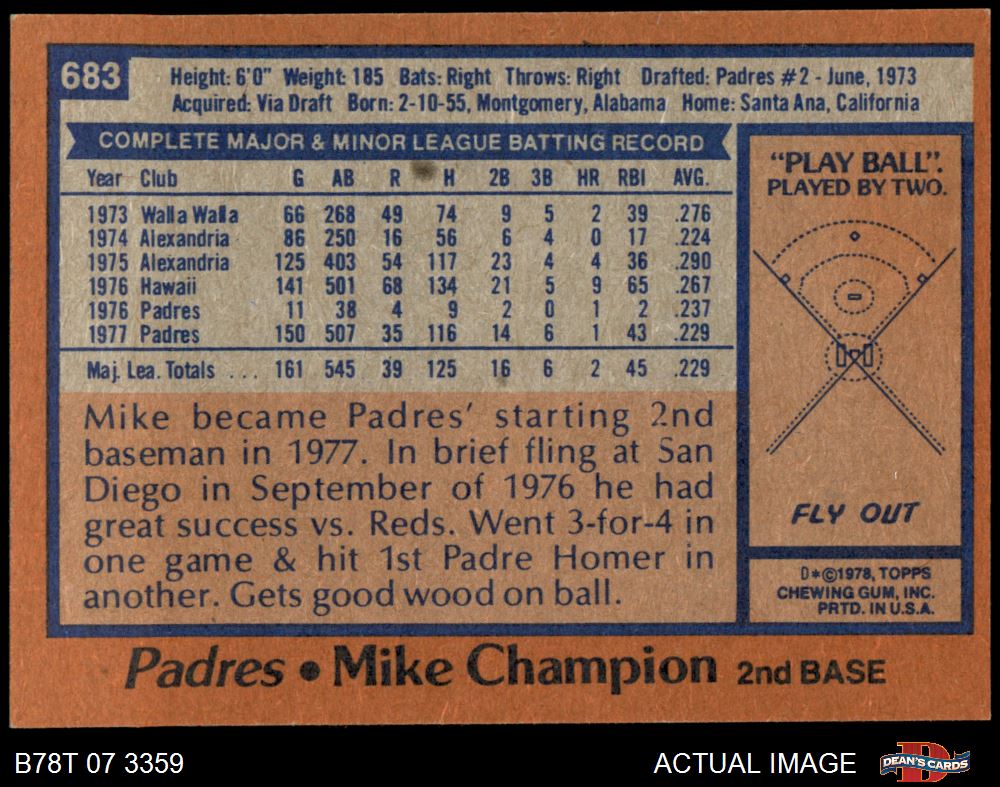 683
Height: 6'0" Weight: 185 Bats: Right Throws: Right Drafted: Padres #2 - June, 1973
Acquired: Via Draft Born: 2-10-55, Montgomery, Alabama Home: Santa Ana, California
COMPLETE MAJOR & MINOR LEAGUE BATTING RECORD
Year Club G AB R H 2B 3B HR RBI AVG.
1973 Walla Walla 66 268 49 74 9 5 2 39 .276
1974 Alexandria 86 250 16 56 6 4 0 17 .224
1975 Alexandria 125 403 54 117 23 4 4 36 .290
1976 Hawaii 141 501 68 134 21 5 9 65 .267
1976 Padres 11 38 4 9 2 0 1 2 .237
1977 Padres 150 507 35 116 14 6 1 43 .229
Maj. Lea. Totals ... 161 545 39 125 16 6 2 45 .229
Mike became Padres' starting 2nd
baseman in 1977. In brief fling at San
Diego in September of 1976 he had
great success vs. Reds. Went 3-for-4 in
one game & hit 1st Padre Homer in
another. Gets good wood on ball.
"PLAY BALL".
PLAYED BY TWO.
FLY OUT
D*©1978, TOPPS
CHEWING GUM, INC.
PRTD. IN U.S.A.
Padres • Mike Champion 2nd BASE
B78T 07 3359
ACTUAL IMAGE
D
DEAN'S CARDS